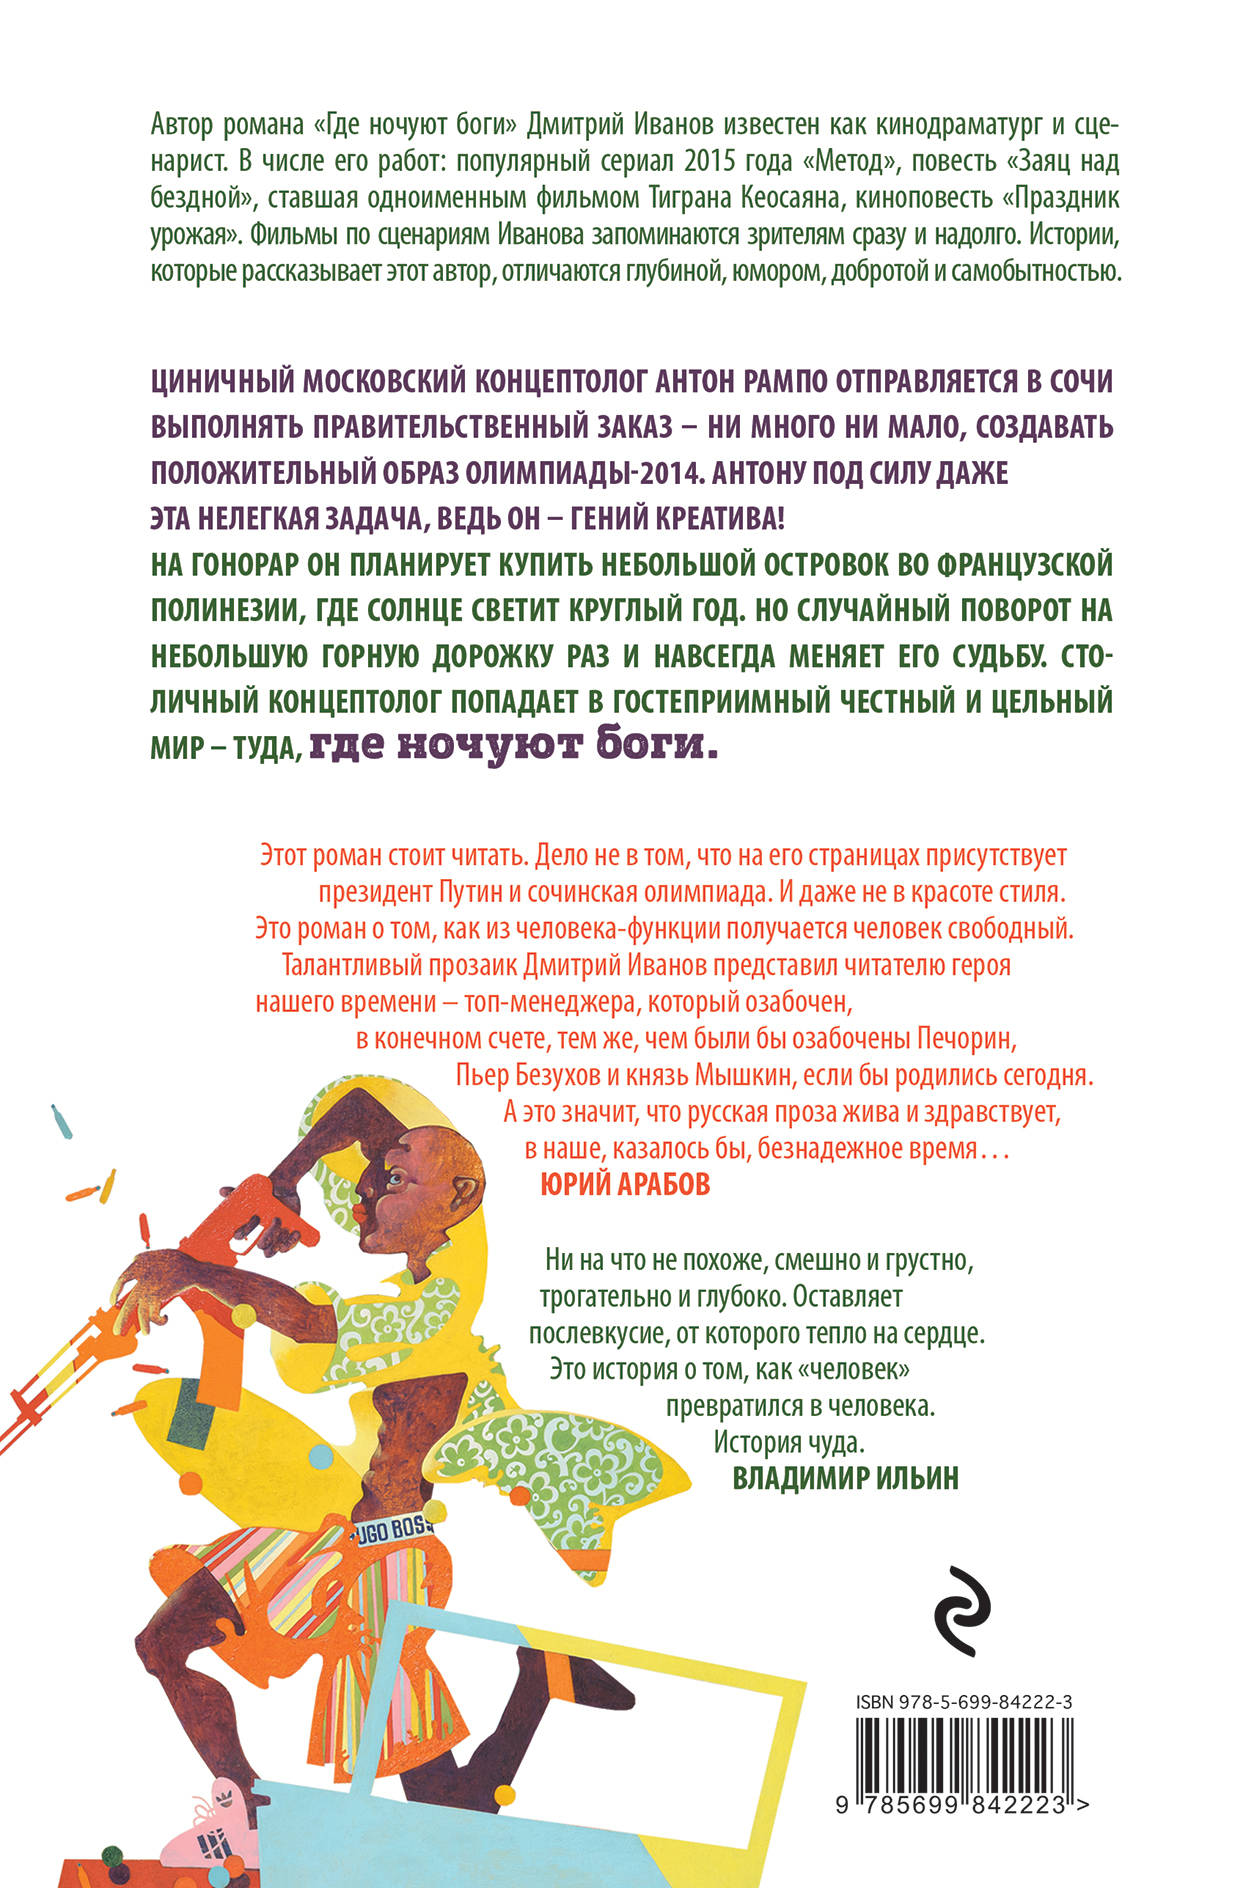 Автор романа «Где ночуют боги» Дмитрий Иванов известен как кинодраматург и сце-
нарист. В числе его работ: популярный сериал 2015 года «Метод», повесть «Заяц над
бездной», ставшая одноименным фильмом Тиграна Кеосаяна, киноповесть «Праздник
урожая». Фильмы по сценариям Иванова запоминаются зрителям сразу и надолго. Истории,
которые рассказывает этот автор, отличаются глубиной, юмором, добротой и самобытностью.
ЦИНИЧНЫЙ МОСКОВСКИЙ КОНЦЕПТОЛОГ АНТОН РАМПО ОТПРАВЛЯЕТСЯ В СОЧИ
ВЫПОЛНЯТЬ ПРАВИТЕЛЬСТВЕННЫЙ ЗАКАЗ – НИ МНОГО НИ МАЛО, СОЗДАВАТЬ
ПОЛОЖИТЕЛЬНЫЙ ОБРАЗ ОЛИМПИАДЫ-2014. АНТОНУ ПОД СИЛУ ДАЖЕ
ЭТА НЕЛЕГКАЯ ЗАДАЧА, ВЕДЬ ОН – ГЕНИЙ КРЕАТИВА!
НА ГОНОРАР ОН ПЛАНИРУЕТ КУПИТЬ НЕБОЛЬШОЙ ОСТРОВОК ВО ФРАНЦУЗСКОЙ
ПОЛИНЕЗИИ, ГДЕ СОЛНЦЕ СВЕТИТ КРУГЛЫЙ ГОД. НО СЛУЧАЙНЫЙ ПОВОРОТ НА
НЕБОЛЬШУЮ ГОРНУЮ ДОРОЖКУ РАЗ И НАВСЕГДА МЕНЯЕТ ЕГО СУДЬБУ. СТО-
ЛИЧНЫЙ КОНЦЕПТОЛОГ ПОПАДАЕТ В ГОСТЕПРИИМНЫЙ ЧЕСТНЫЙ И ЦЕЛЬНЫЙ
МИР – ТУДА, где ночуют боги.
Этот роман стоит читать. Дело не в том, что на его страницах присутствует
президент Путин и сочинская олимпиада. И даже не в красоте стиля.
Это роман о том, как из человека-функции получается человек свободный.
Талантливый прозаик Дмитрий Иванов представил читателю героя
нашего времени – топ-менеджера, который озабочен,
в конечном счете, тем же, чем были бы озабочены Печорин,
Пьер Безухов и князь Мышкин, если бы родились сегодня.
А это значит, что русская проза жива и здравствует,
в наше, казалось бы, безнадежное время…
ЮРИЙ АРАБОВ
Ни на что не похоже, смешно и грустно,
трогательно и глубоко. Оставляет
послевкусие, от которого тепло на сердце.
Это история о том, как «человек»
превратился в человека.
История чуда.
ВЛАДИМИР ИЛЬИН
UGO BOSS
ISBN 978-5-699-84222-3
9 785699 842223 >